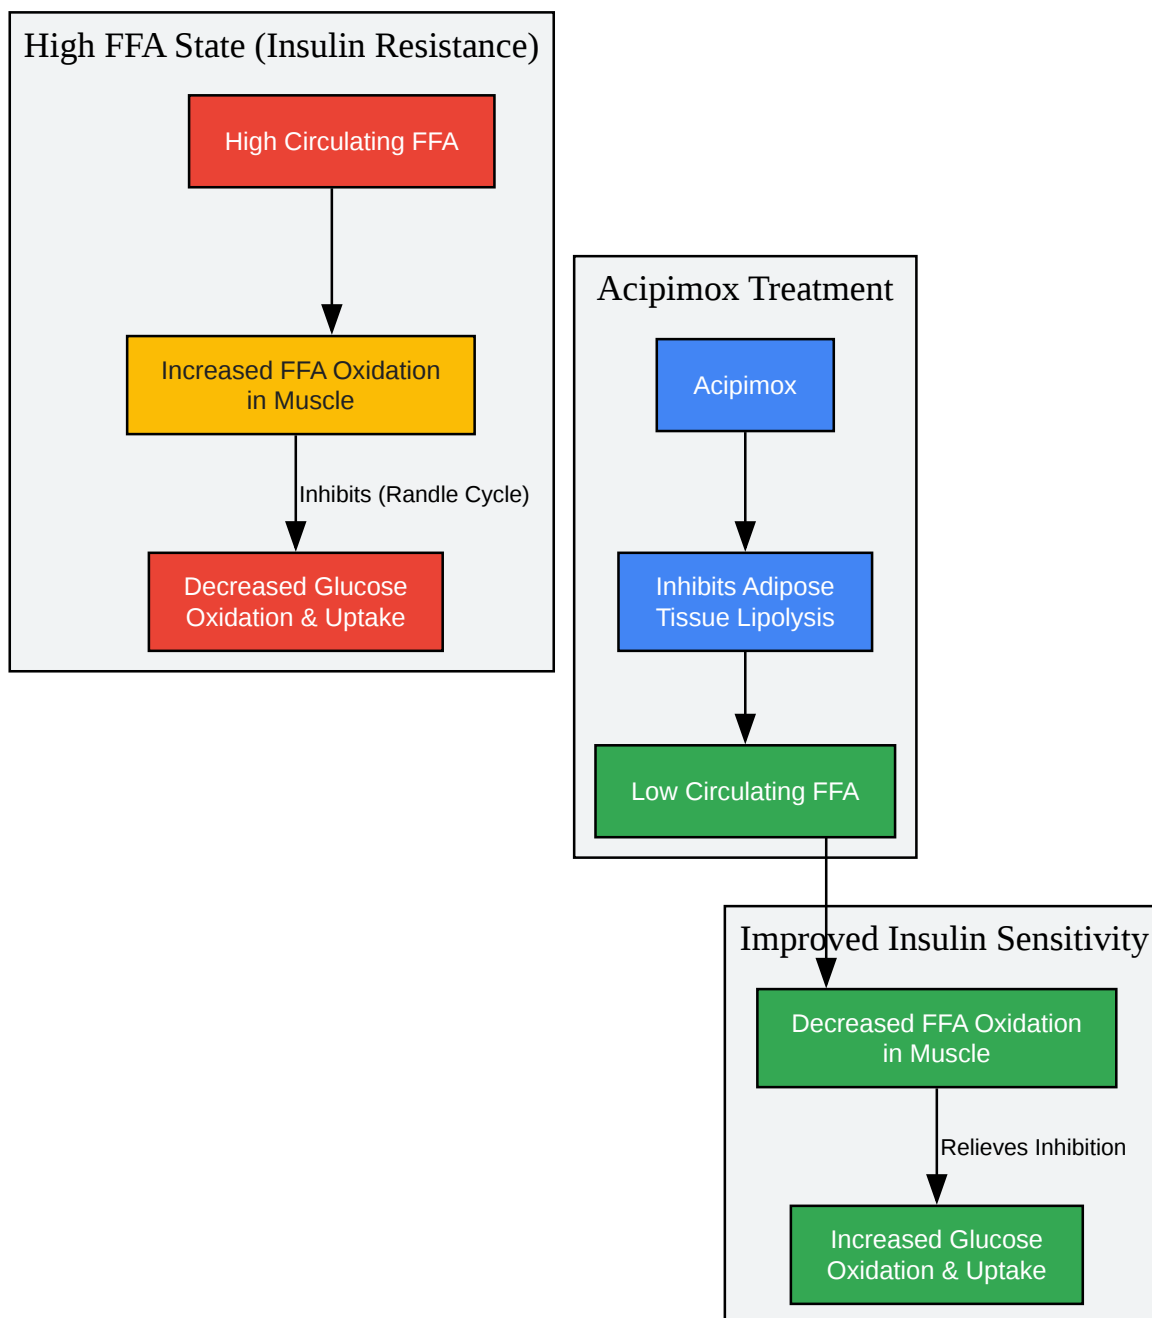 High FFA State (Insulin Resistance)
High Circulating FFA
Increased FFA Oxidation
in Muscle
Inhibits (Randle Cycle)
Decreased Glucose
Oxidation & Uptake
Acipimox Treatment
Acipimox
Inhibits Adipose
Tissue Lipolysis
Low Circulating FFA
Improved Insulin Sensitivity
Decreased FFA Oxidation
in Muscle
Relieves Inhibition
Increased Glucose
Oxidation & Uptake